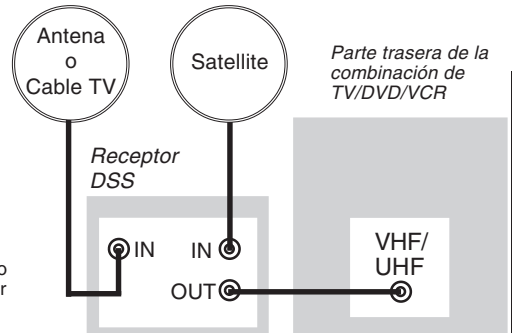 Antena
o
Cable TV
Satellite
Parte trasera de la
combinación de
TV/DVD/VCR
Receptor
DSS
IN
IN
OUT
VHF/
UHF
o
r